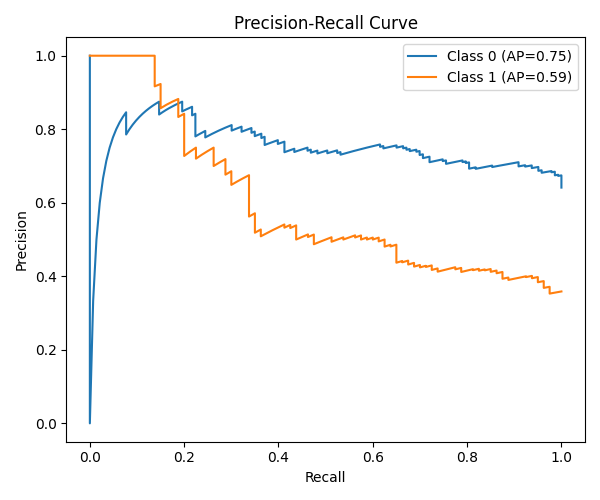 Precision-Recall Curve
Class 0 (AP=0.75)
Class 1 (AP=0.59)
Precision
1.0
0.8
0.6
0.4
0.2
0.0
0.0 0.2 0.4 0.6 0.8 1.0
Recall